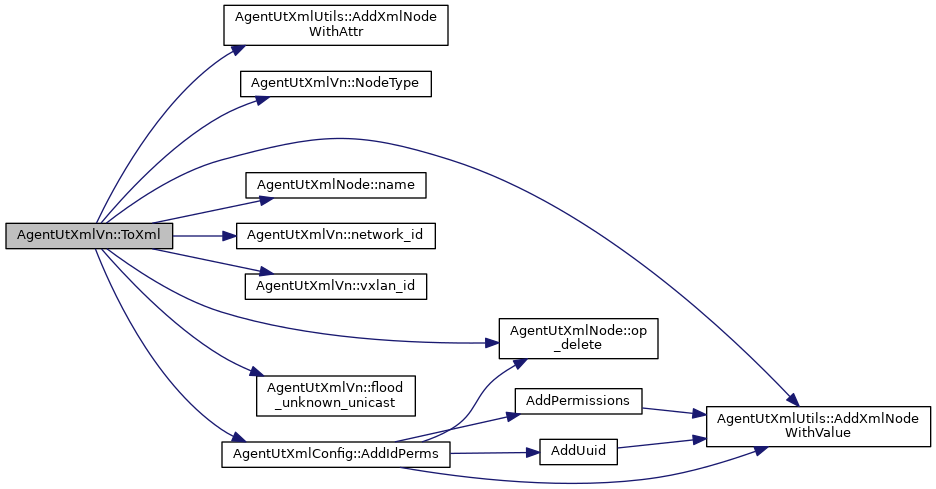 AgentUtXmlUtils::AddXmlNode
WithAttr
AgentUtXmlVn::NodeType
AgentUtXmlNode::name
AgentUtXmlVn::ToXml
AgentUtXmlVn::network_id
AgentUtXmlVn::vxlan_id
AgentUtXmlNode::op
_delete
AgentUtXmlVn::flood
_unknown_unicast
AddPermissions
AgentUtXmlUtils::AddXmlNode
WithValue
AgentUtXmlConfig::AddIdPerms
AddUuid